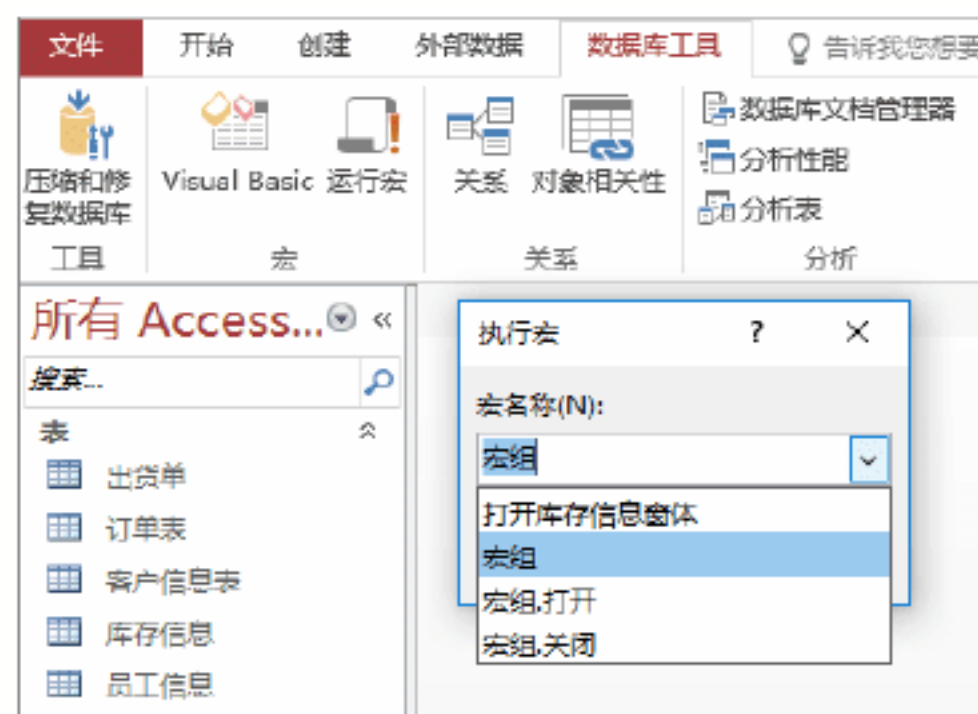 文件 开始 创建 外部数据 数据库工具 告诉我您想要
压缩和修复数据库
Visual Basic 运行宏
关系 对象相关性
数据库文档管理器
分析性能
分析表
工具 宏 关系 分析
所有 Access... «
搜索...
表
出货单
订单表
客户信息表
库存信息
员工信息
执行宏 ? ×
宏名称(N):
宏组
打开库存信息窗体
宏组
宏组.打开
宏组.关闭